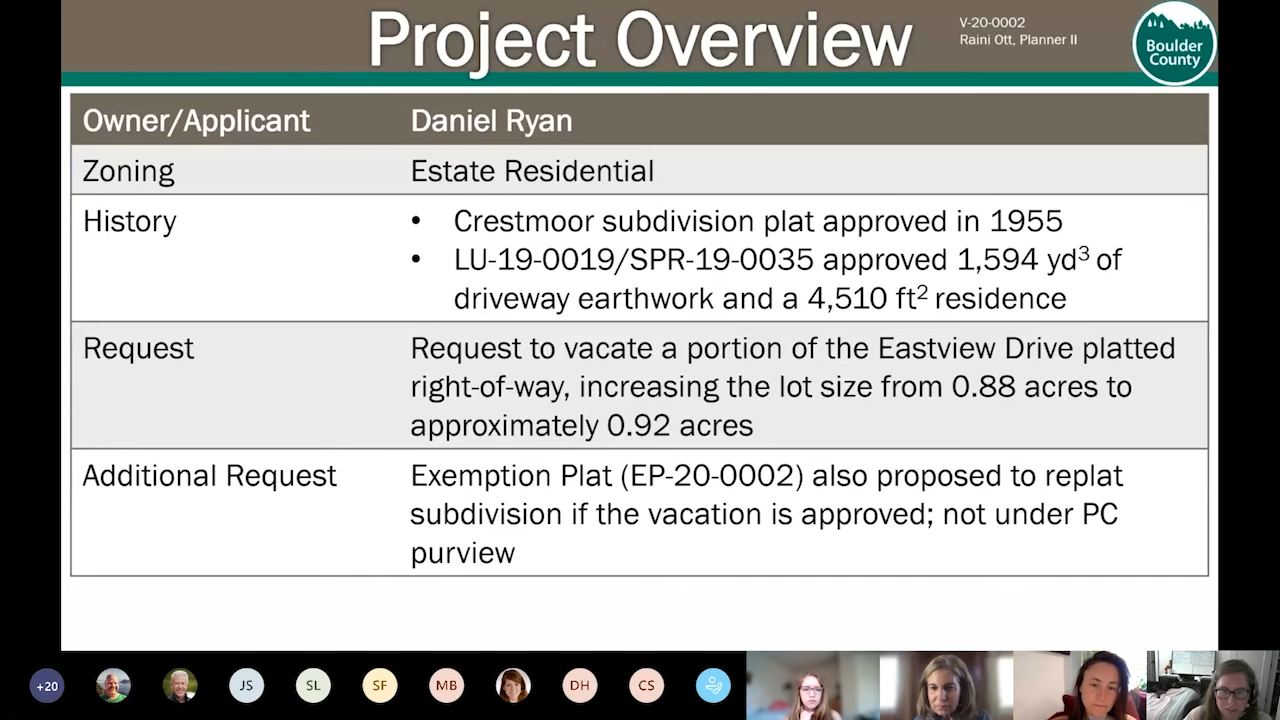 Project Overview
V-20-0002
Raini Ott, Planner II
Boulder
County
Owner/Applicant Daniel Ryan
Zoning Estate Residential
History • Crestmoor subdivision plat approved in 1955
• LU-19-0019/SPR-19-0035 approved 1,594 yd³ of
driveway earthwork and a 4,510 ft² residence
Request Request to vacate a portion of the Eastview Drive platted
right-of-way, increasing the lot size from 0.88 acres to
approximately 0.92 acres
Additional Request Exemption Plat (EP-20-0002) also proposed to replat
subdivision if the vacation is approved; not under PC
purview
+20 JS SL SF MB DH CS